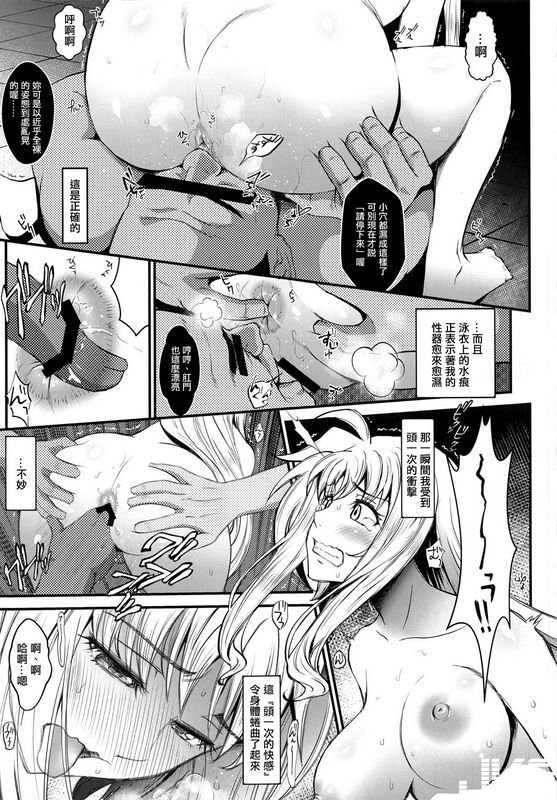 …啊
呼啊啊
妳可是以近乎全裸
的姿態到處亂晃
的喔……
小穴都濕成這樣了
可別現在才說
「請停下來」喔
這是正確的
…而且
泳衣上的水痕
正表示著我的
性器愈來愈濕
哼哼、肛門
也這麼漂亮
那一瞬間我受到
頭一次的衝擊
…不妙
這『頭一次的快感』
令身體蜷曲了起來
啊、啊
哈啊…嗯